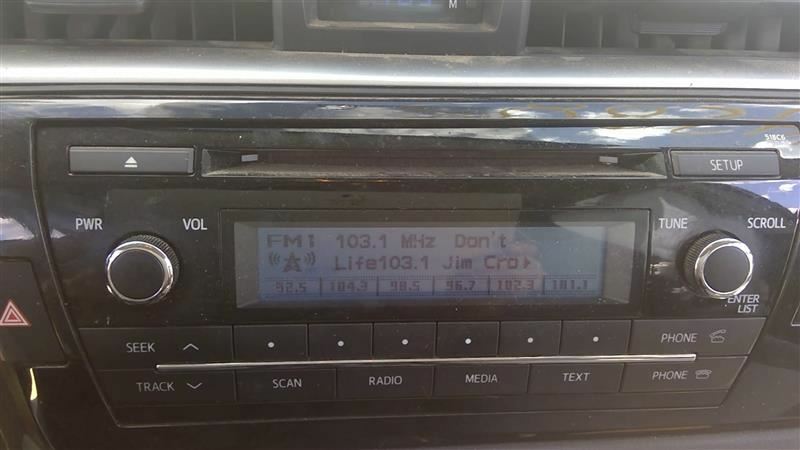 M
518C6
SETUP
PWR VOL TUNE SCROLL
FM1 103.1 MHz Don't
Life103.1 Jim Cro
92.5 104.3 98.5 96.7 102.3 101.1
ENTER
LIST
SEEK PHONE
TRACK SCAN RADIO MEDIA TEXT PHONE